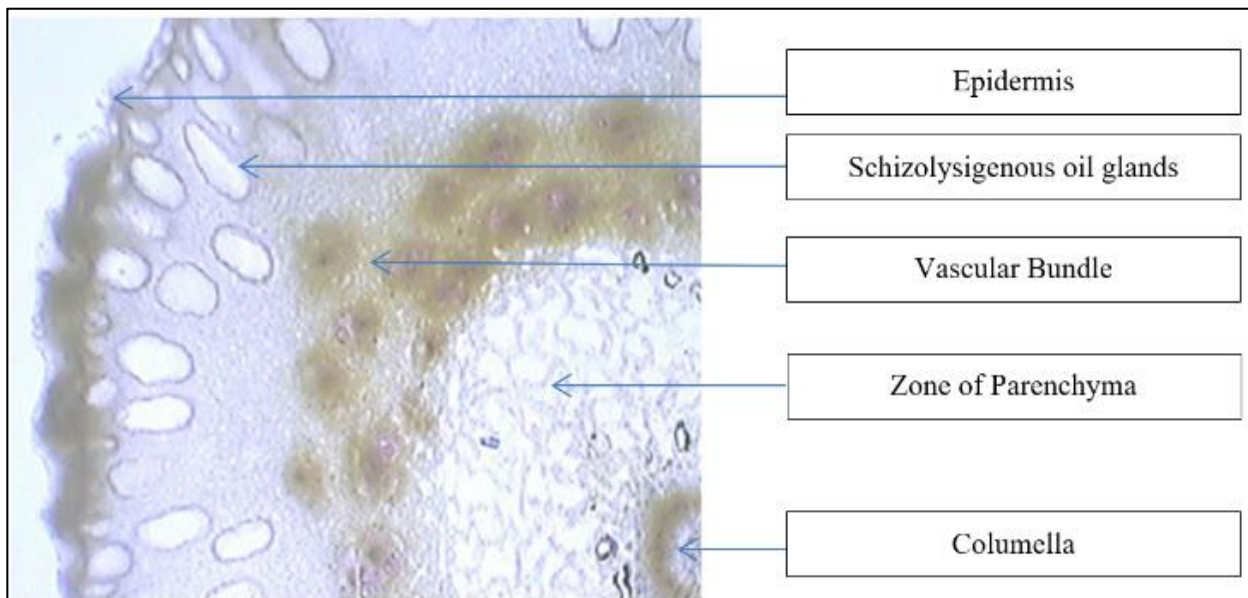 Epidermis
Schizolysigenous oil glands
Vascular Bundle
Zone of Parenchyma
Columella